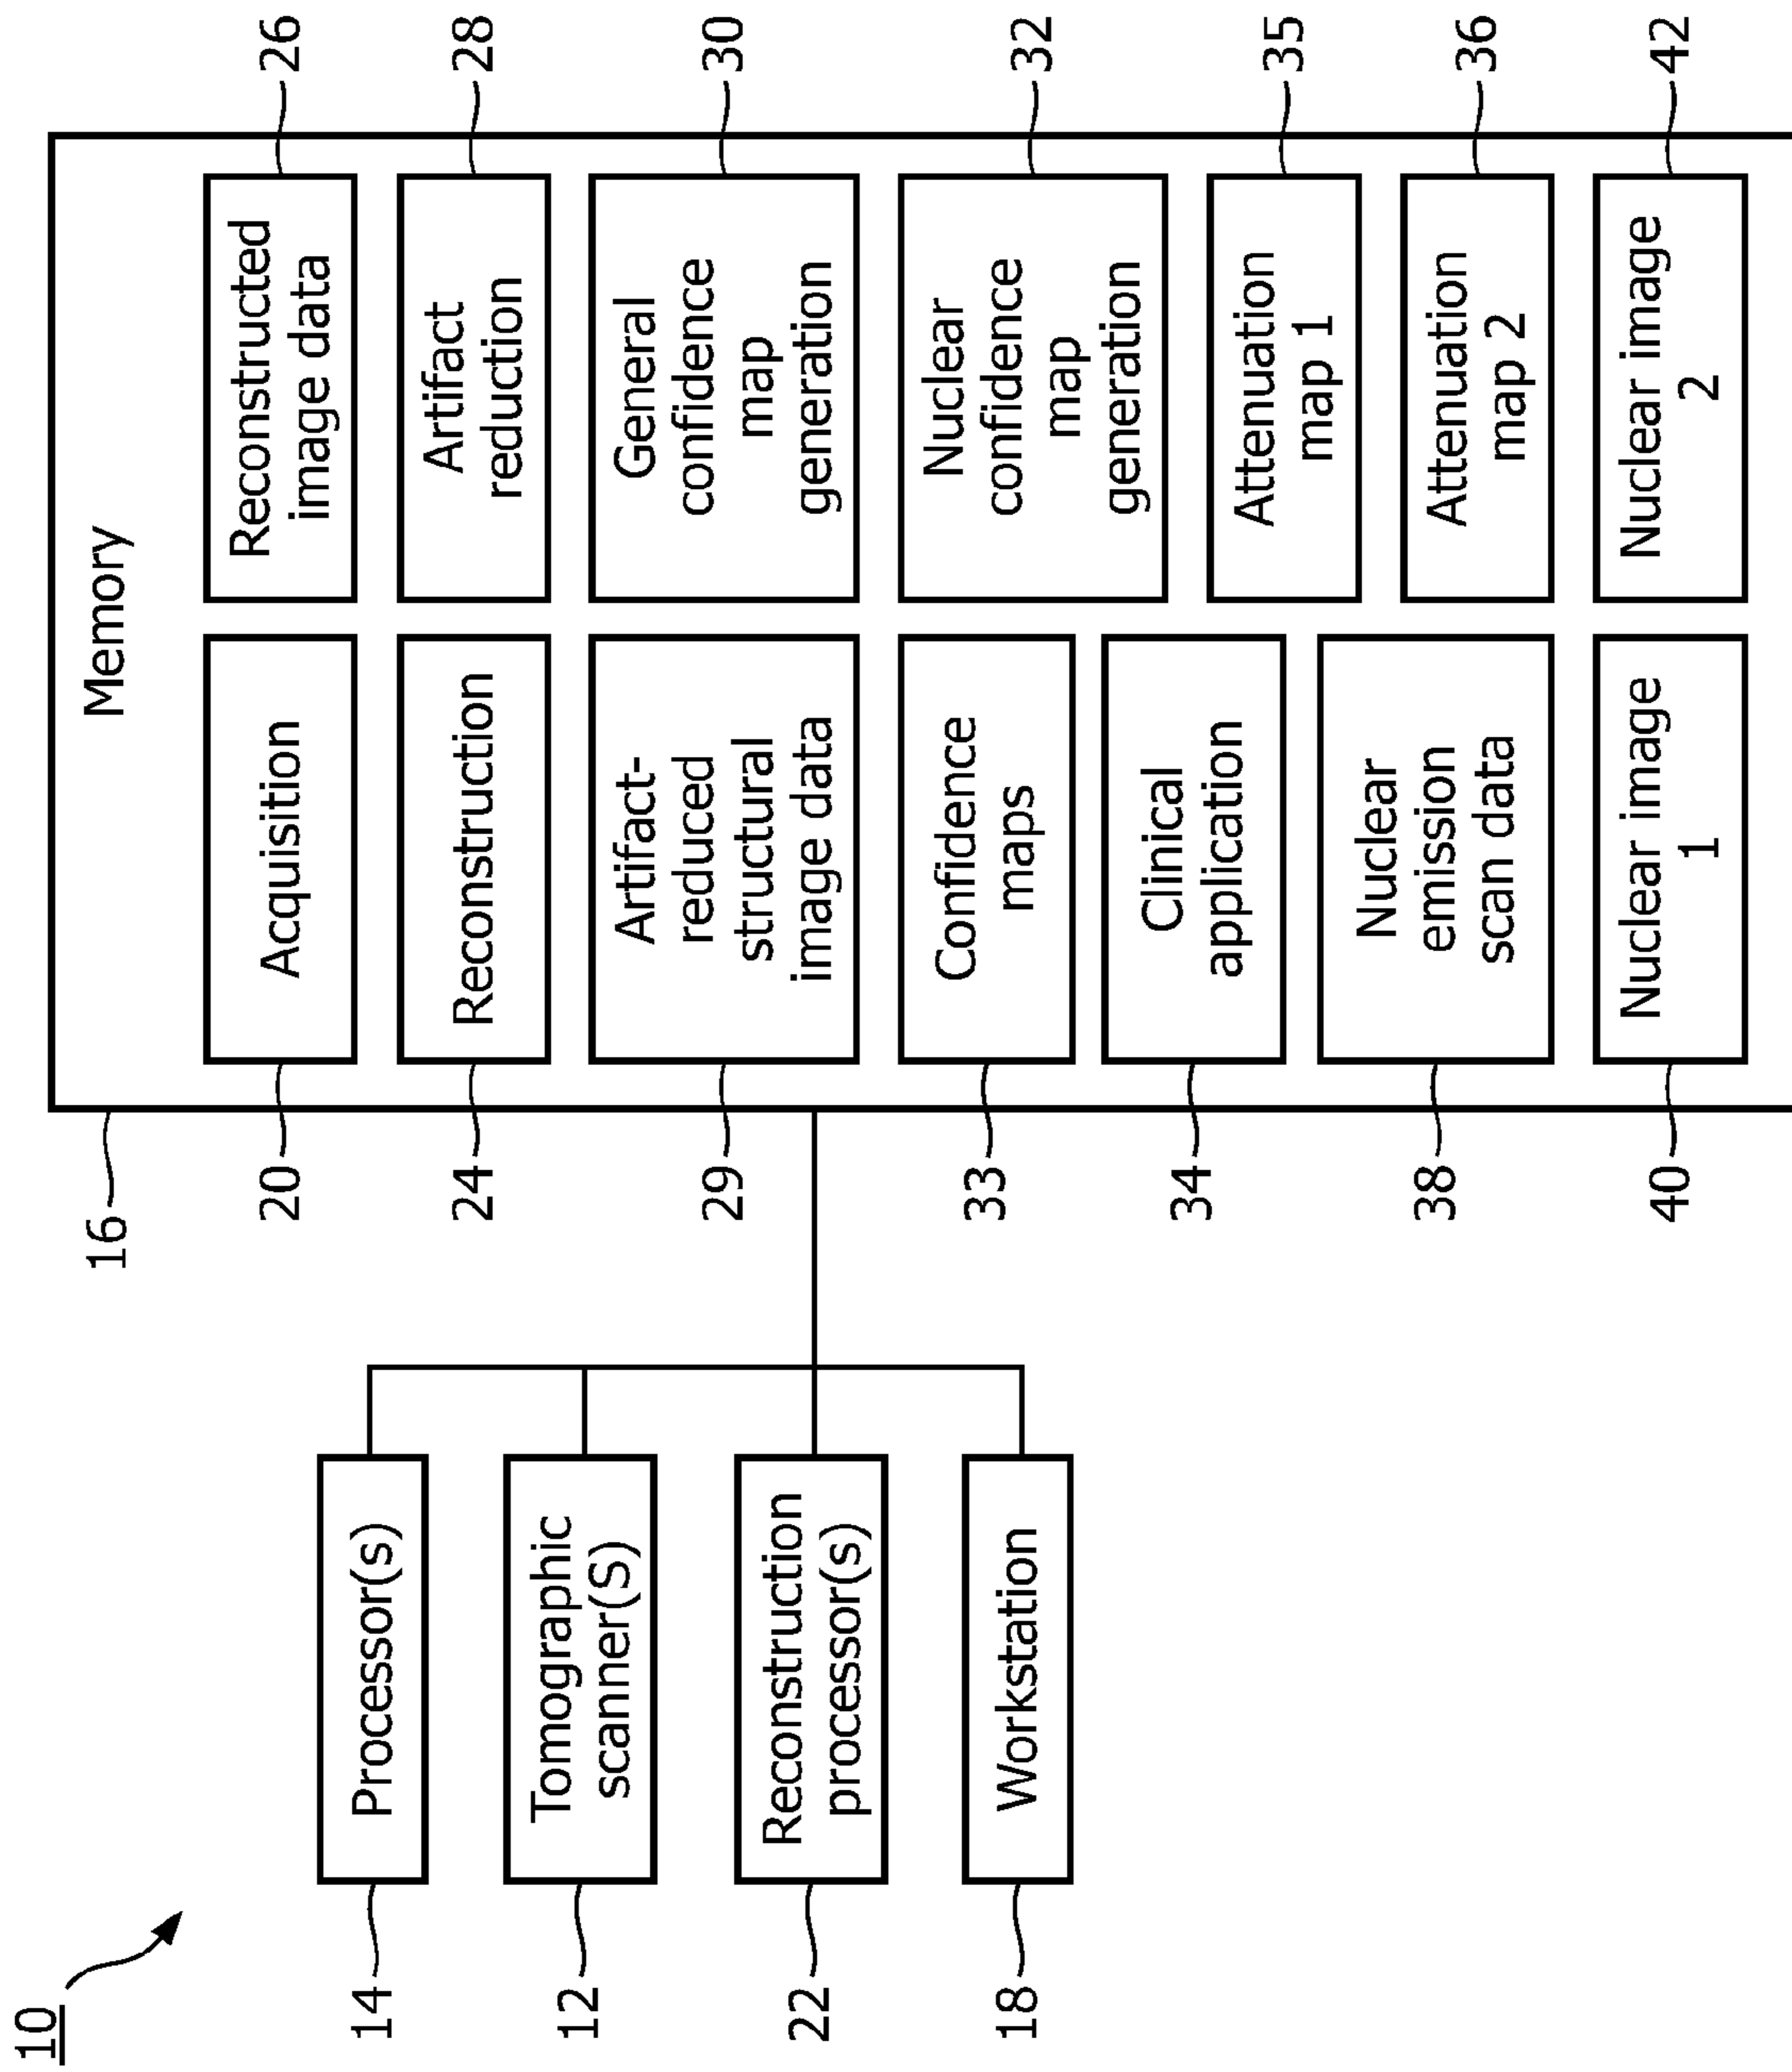 10
14
Processor(s)
12
Tomographic
scanner(S)
22
Reconstruction
processor(s)
18
Workstation
16
Memory
20
Acquisition
Reconstructed
image data
26
24
Reconstruction
Artifact
reduction
28
29
Artifact-
reduced
structural
image data
General
confidence
map
generation
30
33
Confidence
maps
Nuclear
confidence
map
generation
32
34
Clinical
application
Attenuation
map 1
35
38
Nuclear
emission
scan data
Attenuation
map 2
36
40
Nuclear image
1
Nuclear image
2
42